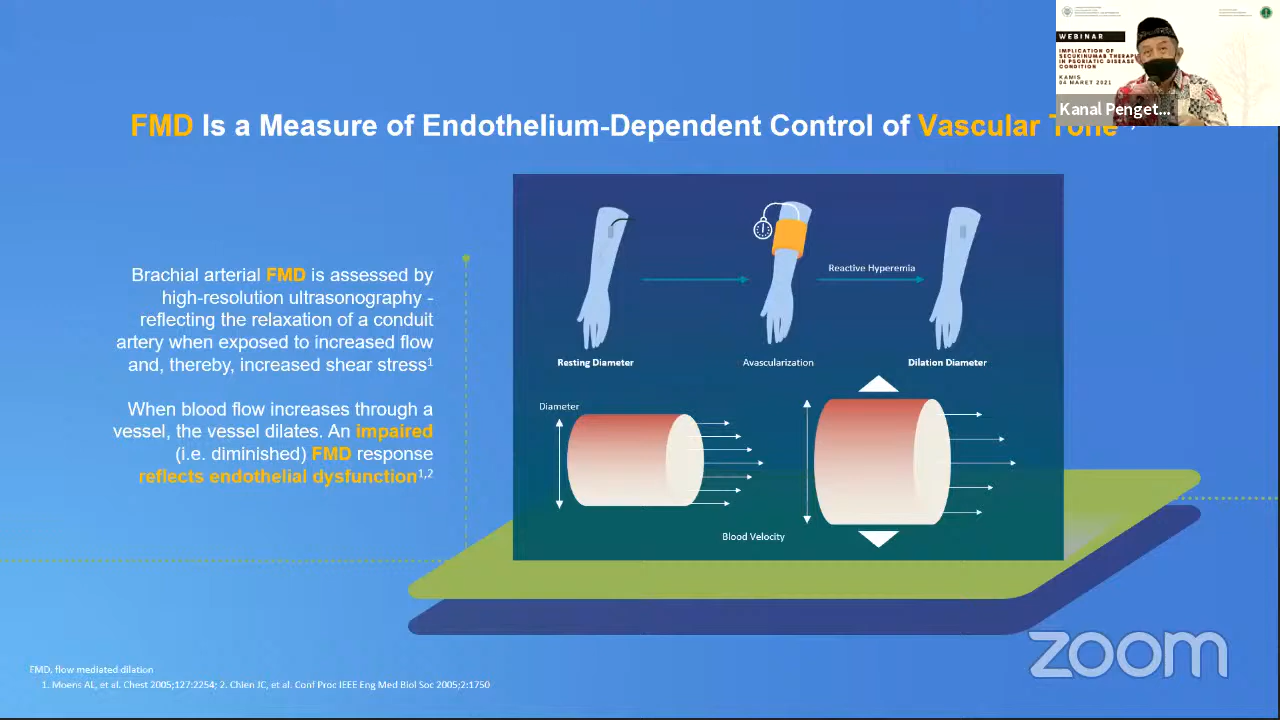 WEBINAR
IMPLICATION OF
SECUKINUMAB THERAPY
IN PSORIATIC DISEASE
CONDITION
KAMIS
04 MARET 2021
Kanal Penget...
FMD Is a Measure of Endothelium-Dependent Control of Vascular Tone
Brachial arterial FMD is assessed by
high-resolution ultrasonography -
reflecting the relaxation of a conduit
artery when exposed to increased flow
and, thereby, increased shear stress1
When blood flow increases through a
vessel, the vessel dilates. An impaired
(i.e. diminished) FMD response
reflects endothelial dysfunction1,2
Reactive Hyperemia
Resting Diameter
Avascularization
Dilation Diameter
Diameter
Blood Velocity
FMD, flow mediated dilation
1. Moens AL, et al. Chest 2005;127:2254; 2. Chien JC, et al. Conf Proc IEEE Eng Med Biol Soc 2005;2:1750
zoom